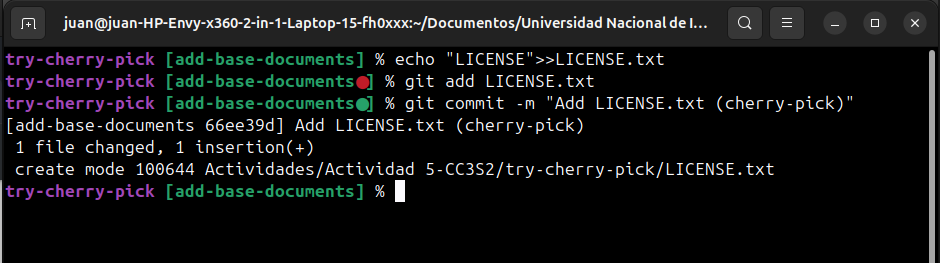 juan@juan-HP-Envy-x360-2-in-1-Laptop-15-fh0xxx:~/Documentos/Universidad Nacional de I...
try-cherry-pick [add-base-documents] % echo "LICENSE">>LICENSE.txt
try-cherry-pick [add-base-documents●] % git add LICENSE.txt
try-cherry-pick [add-base-documents●] % git commit -m "Add LICENSE.txt (cherry-pick)"
[add-base-documents 66ee39d] Add LICENSE.txt (cherry-pick)
 1 file changed, 1 insertion(+)
 create mode 100644 Actividades/Actividad 5-CC3S2/try-cherry-pick/LICENSE.txt
try-cherry-pick [add-base-documents] %